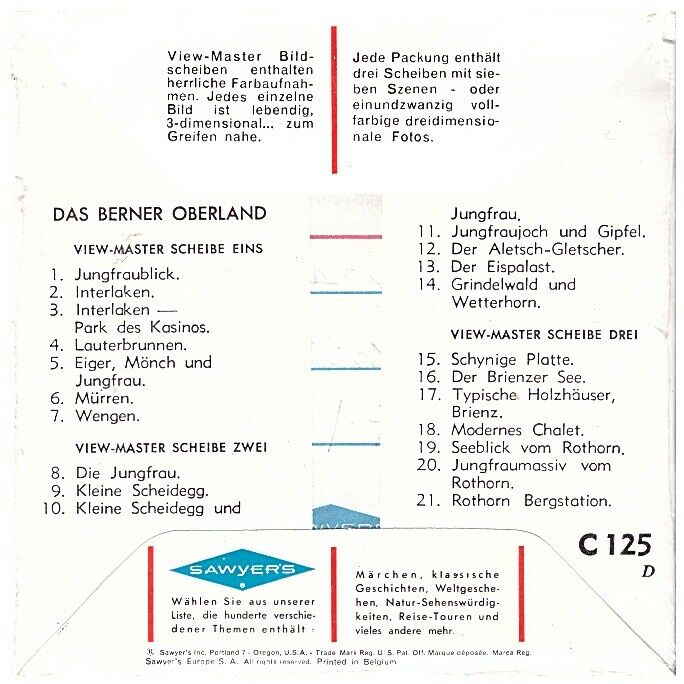 View-Master Bild-
scheiben enthalten
herrliche Farbaufnah-
men. Jedes einzelne
Bild ist lebendig,
3-dimensional... zum
Greifen nahe.
Jede Packung enthält
drei Scheiben mit sie-
ben Szenen - oder
einundzwanzig voll-
farbige dreidimensio-
nale Fotos.
DAS BERNER OBERLAND
VIEW-MASTER SCHEIBE EINS
1. Jungfraublick.
2. Interlaken.
3. Interlaken —
Park des Kasinos.
4. Lauterbrunnen.
5. Eiger, Mönch und
Jungfrau.
6. Mürren.
7. Wengen.
VIEW-MASTER SCHEIBE ZWEI
8. Die Jungfrau.
9. Kleine Scheidegg.
10. Kleine Scheidegg und
Jungfrau.
11. Jungfraujoch und Gipfel.
12. Der Aletsch-Gletscher.
13. Der Eispalast.
14. Grindelwald und
Wetterhorn.
VIEW-MASTER SCHEIBE DREI
15. Schynige Platte.
16. Der Brienzer See.
17. Typische Holzhäuser,
Brienz.
18. Modernes Chalet.
19. Seeblick vom Rothorn.
20. Jungfraumassiv vom
Rothorn.
21. Rothorn Bergstation.
C 125
D
SAWYER'S
Wählen Sie aus unserer
Liste, die hunderte verschie-
dener Themen enthält :
Märchen, klassische
Geschichten, Weltgesche-
hen, Natur-Sehenswürdig-
keiten, Reise-Touren und
vieles andere mehr.
® Sawyer's Inc. Portland 7 - Oregon, U.S.A. - Trade Mark Reg. U.S. Pat. Off. Marque déposée. Marca Reg.
Sawyer's Europe S.A. All rights reserved. Printed in Belgium